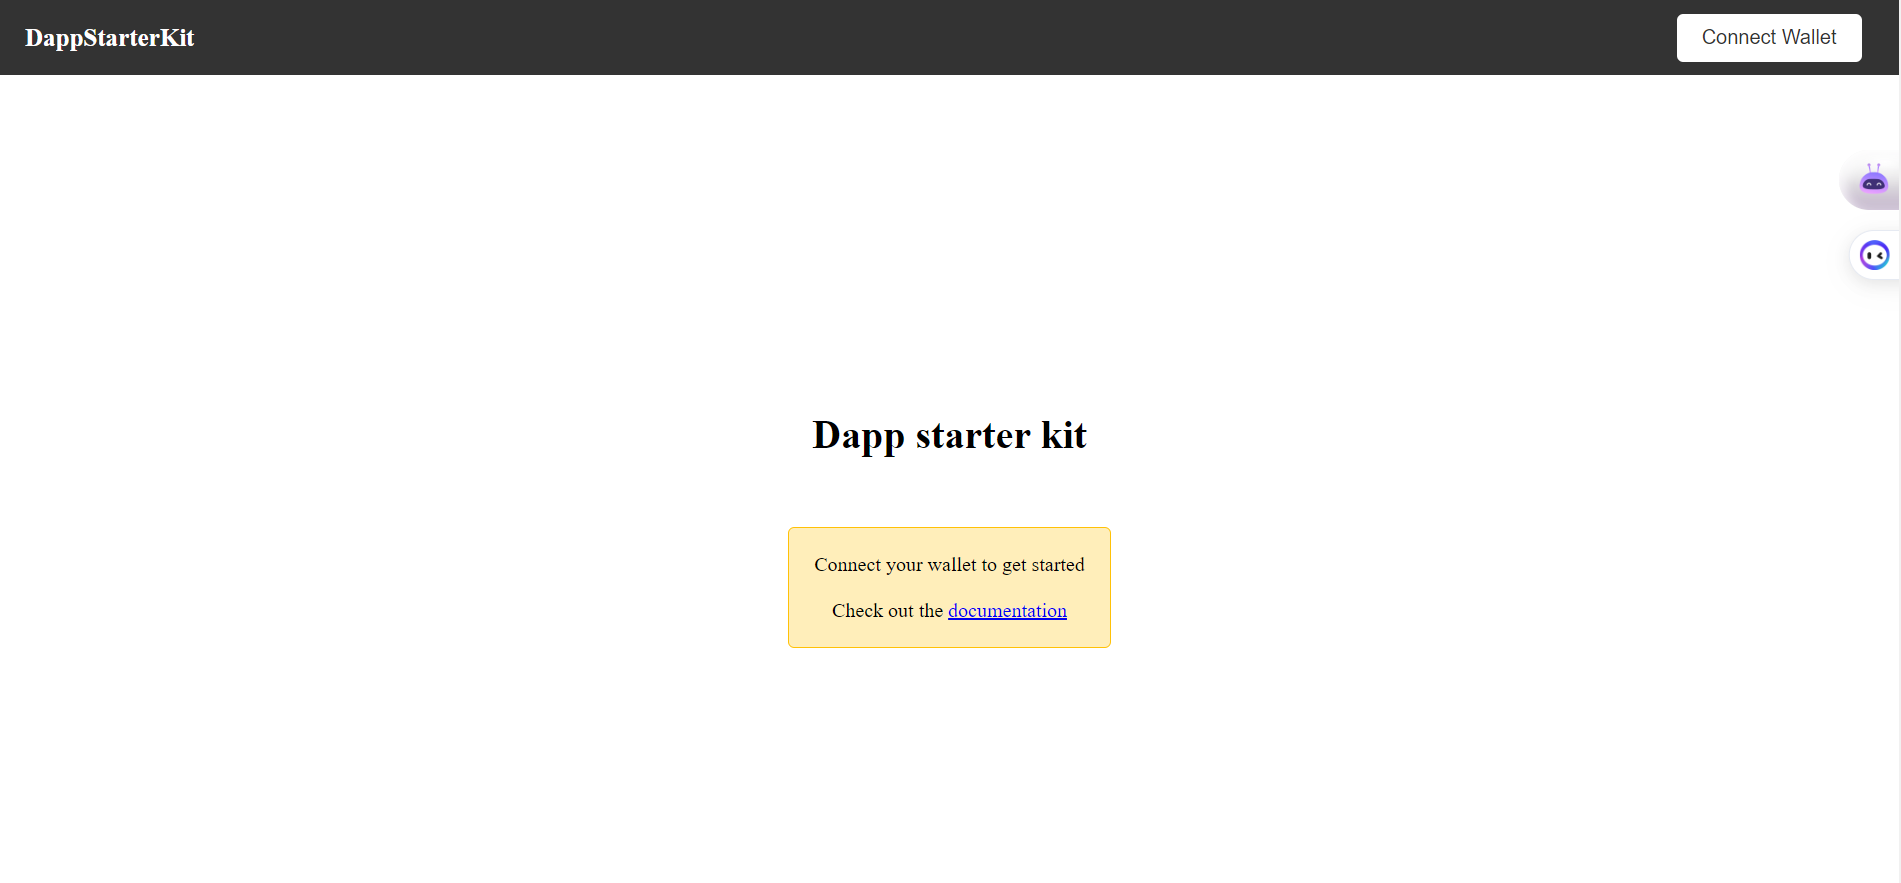 DappStarterKit
Connect Wallet
Dapp starter kit
Connect your wallet to get started
Check out the documentation